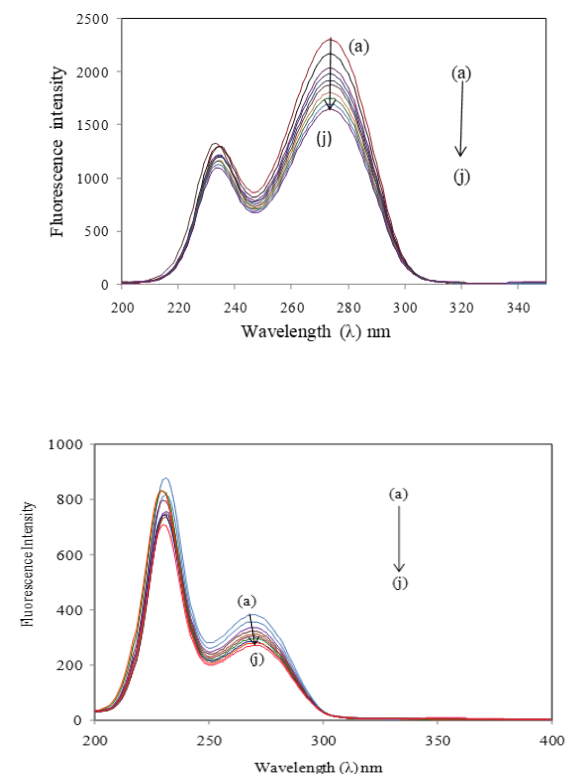 2500
2000
1500
1000
500
0
Fluorescence intensity
(a)
(j)
(a)
(j)
200 220 240 260 280 300 320 340
Wavelength (λ) nm
1000
800
600
400
200
0
Fluorescence Intensity
(a)
(j)
(a)
(j)
200 250 300 350 400
Wavelength (λ) nm